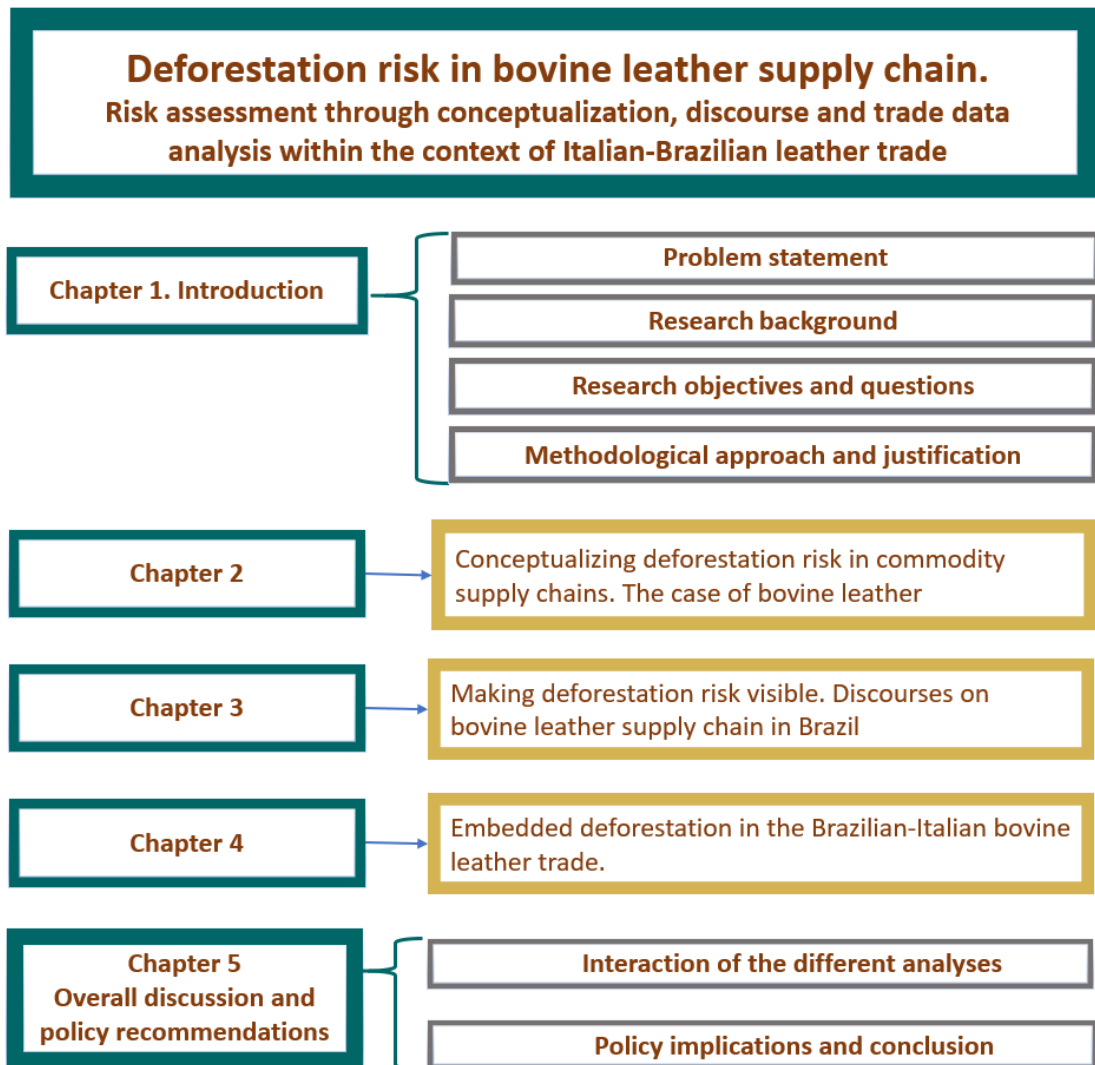 Deforestation risk in bovine leather supply chain.
Risk assessment through conceptualization, discourse and trade data
analysis within the context of Italian-Brazilian leather trade
Chapter 1. Introduction
Problem statement
Research background
Research objectives and questions
Methodological approach and justification
Chapter 2
Conceptualizing deforestation risk in commodity
supply chains. The case of bovine leather
Chapter 3
Making deforestation risk visible. Discourses on
bovine leather supply chain in Brazil
Chapter 4
Embedded deforestation in the Brazilian-Italian bovine
leather trade.
Chapter 5
Overall discussion and
policy recommendations
Interaction of the different analyses
Policy implications and conclusion